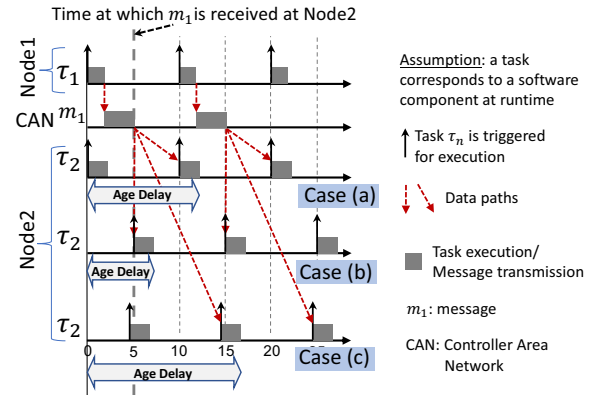 Time at which m₁ is received at Node2
Node1
τ₁
CAN m₁
τ₂
Age Delay
Case (a)
Node2
τ₂
Age Delay
Case (b)
τ₂
0 5 10 15 20
Case (c)
Age Delay
Assumption: a task
corresponds to a software
component at runtime
Task τₙ is triggered
for execution
Data paths
Task execution/
Message transmission
m₁: message
CAN: Controller Area
Network